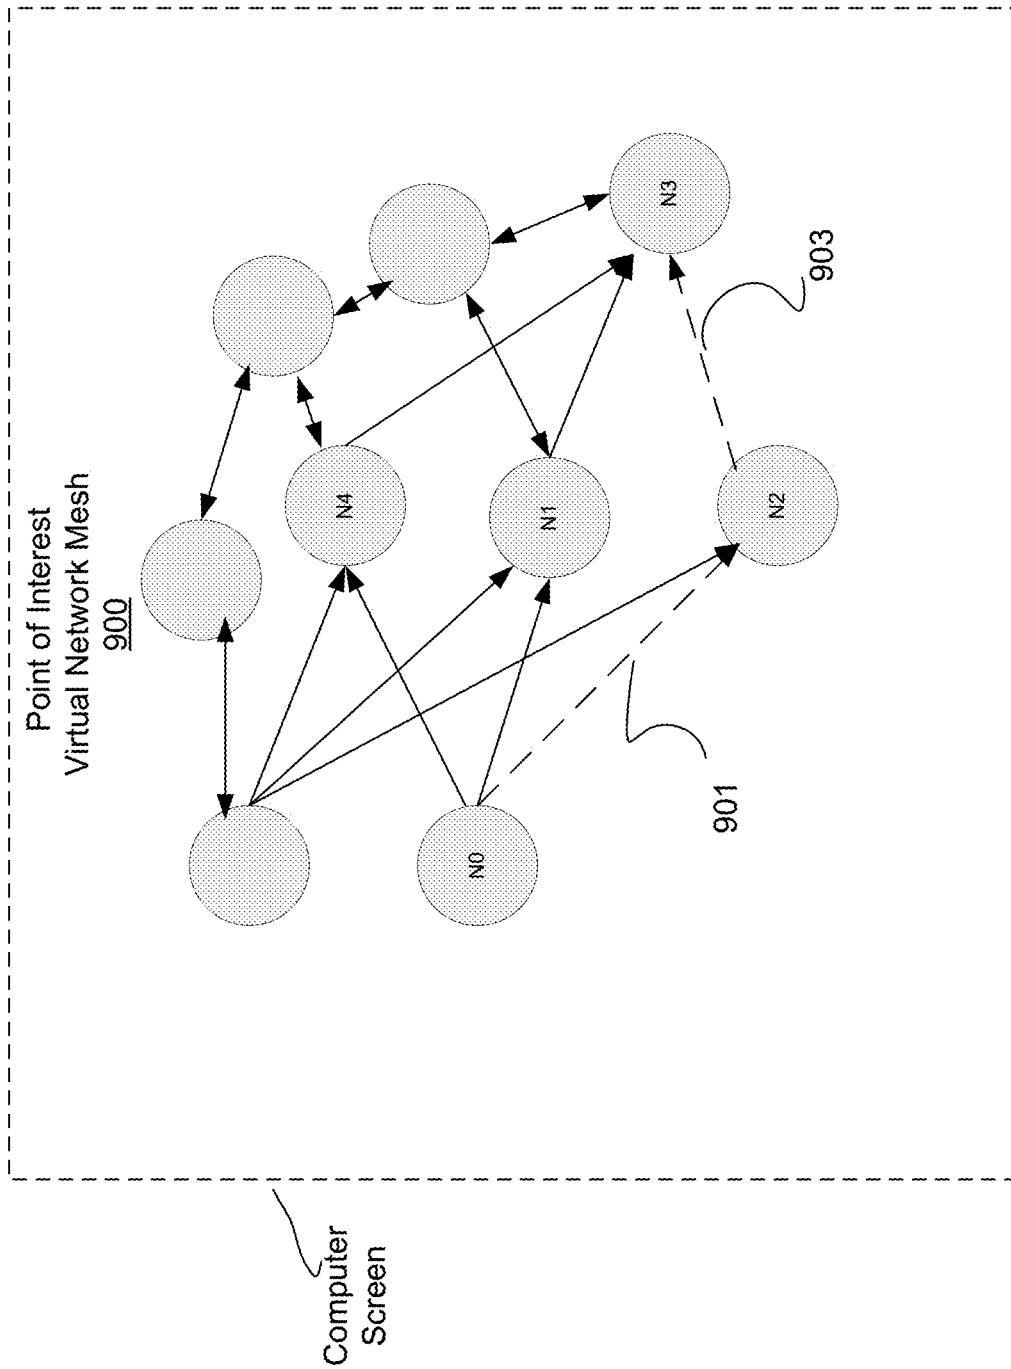 Point of Interest
Virtual Network Mesh
900
N4
N1
N3
N2
N0
901
903
Computer
Screen